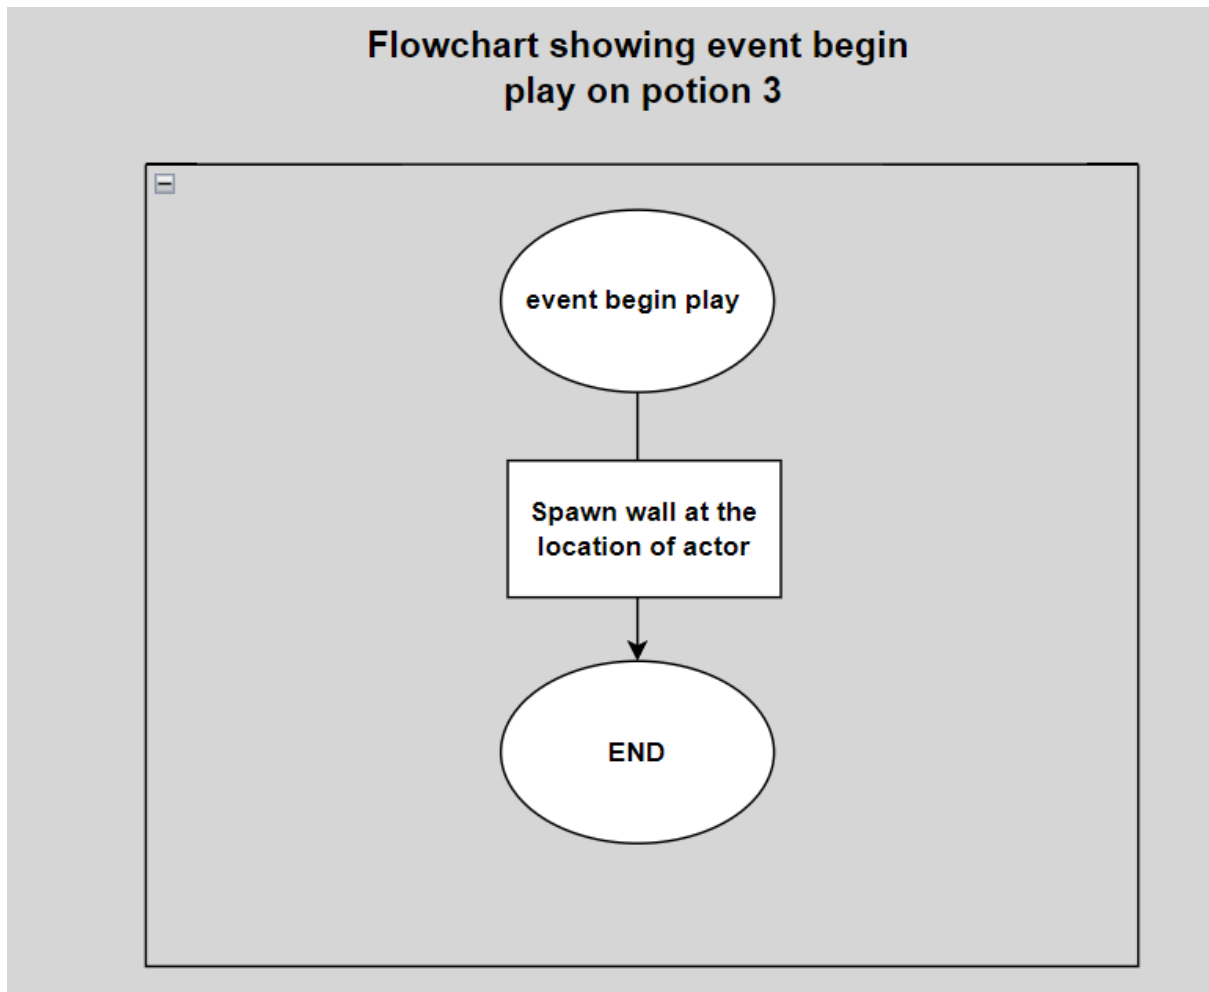 Flowchart showing event begin
play on potion 3
event begin play
Spawn wall at the
location of actor
END